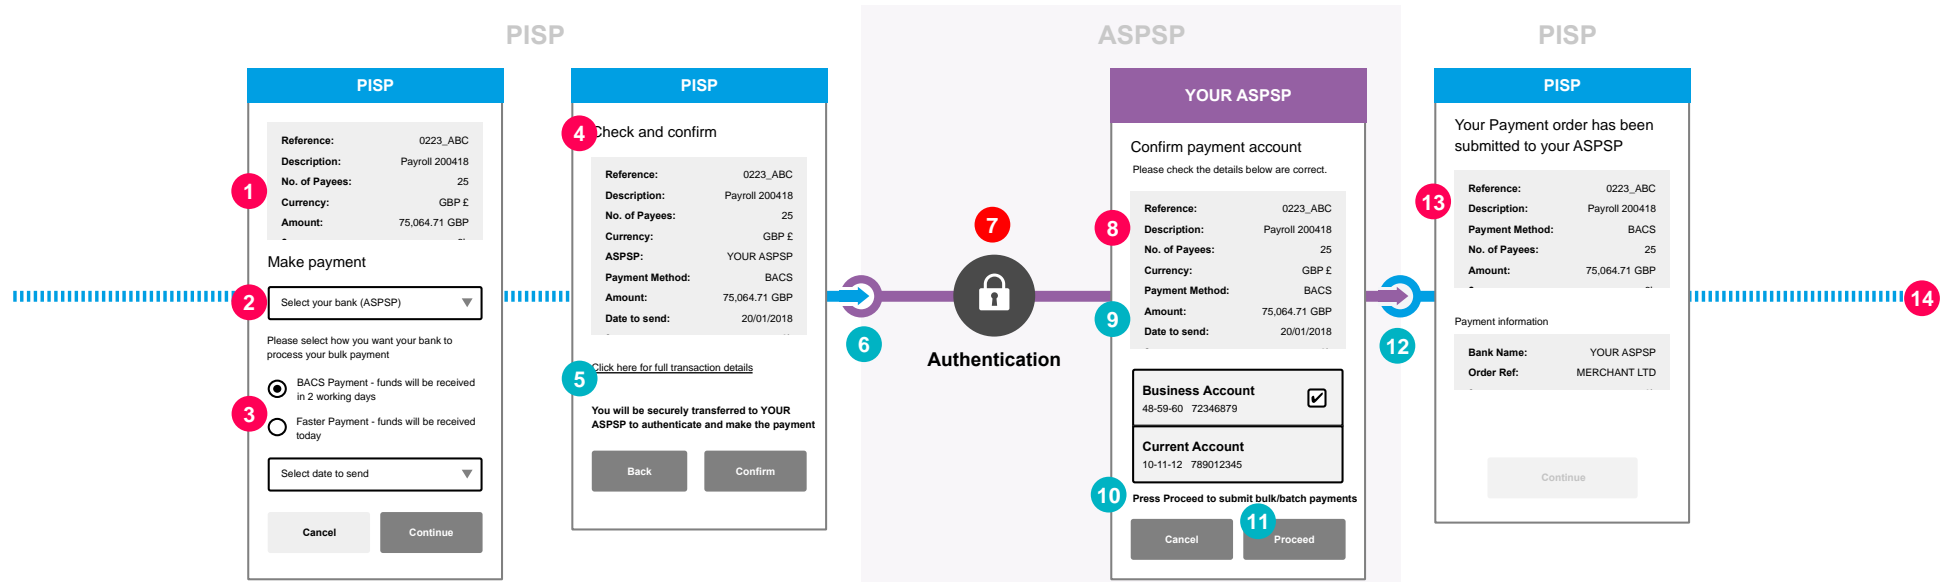 PISP
ASPSP
PISP
PISP
Reference: 0223_ABC
Description: Payroll 200418
1
No. of Payees: 25
Currency: GBP £
Amount: 75,064.71 GBP
Make payment
2
Select your bank (ASPSP)
Please select how you want your bank to
process your bulk payment
BACS Payment - funds will be received
in 2 working days
3
Faster Payment - funds will be received
today
Select date to send
Cancel
Continue
PISP
4
Check and confirm
Reference: 0223_ABC
Description: Payroll 200418
No. of Payees: 25
Currency: GBP £
ASPSP: YOUR ASPSP
Payment Method: BACS
Amount: 75,064.71 GBP
Date to send: 20/01/2018
5
Click here for full transaction details
You will be securely transferred to YOUR
ASPSP to authenticate and make the payment
Back
Confirm
6
7
Authentication
YOUR ASPSP
Confirm payment account
Please check the details below are correct.
8
Reference: 0223_ABC
Description: Payroll 200418
No. of Payees: 25
Currency: GBP £
Payment Method: BACS
9
Amount: 75,064.71 GBP
Date to send: 20/01/2018
Business Account
48-59-60 72346879
Current Account
10-11-12 789012345
10
Press Proceed to submit bulk/batch payments
11
Cancel
Proceed
12
PISP
Your Payment order has been
submitted to your ASPSP
13
Reference: 0223_ABC
Description: Payroll 200418
Payment Method: BACS
No. of Payees: 25
Amount: 75,064.71 GBP
Payment information
Bank Name: YOUR ASPSP
Order Ref: MERCHANT LTD
Continue
14